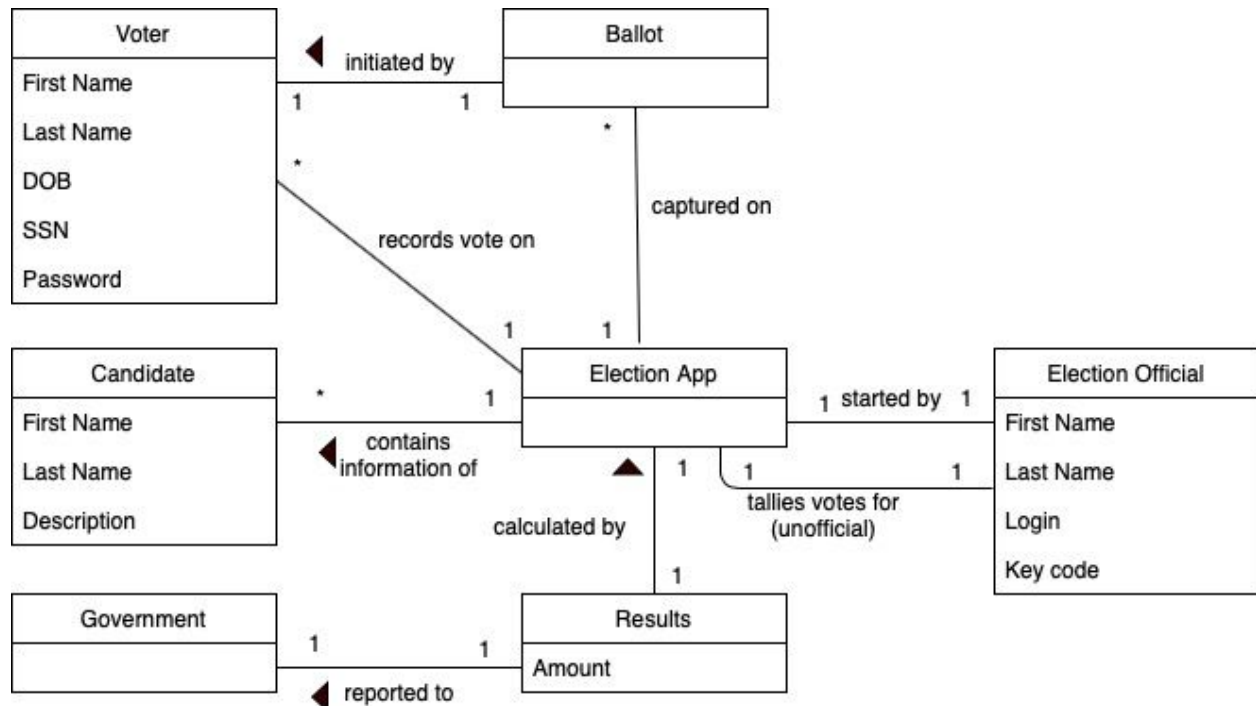 Voter
First Name
Last Name
DOB
SSN
Password
initiated by
1
1
Ballot
*
*
captured on
records vote on
1
1
Candidate
First Name
Last Name
Description
*
1
contains
information of
Election App
1
started by
1
Election Official
First Name
Last Name
Login
Key code
1
1
1
tallies votes for
(unofficial)
calculated by
1
Government
1
1
reported to
Results
Amount